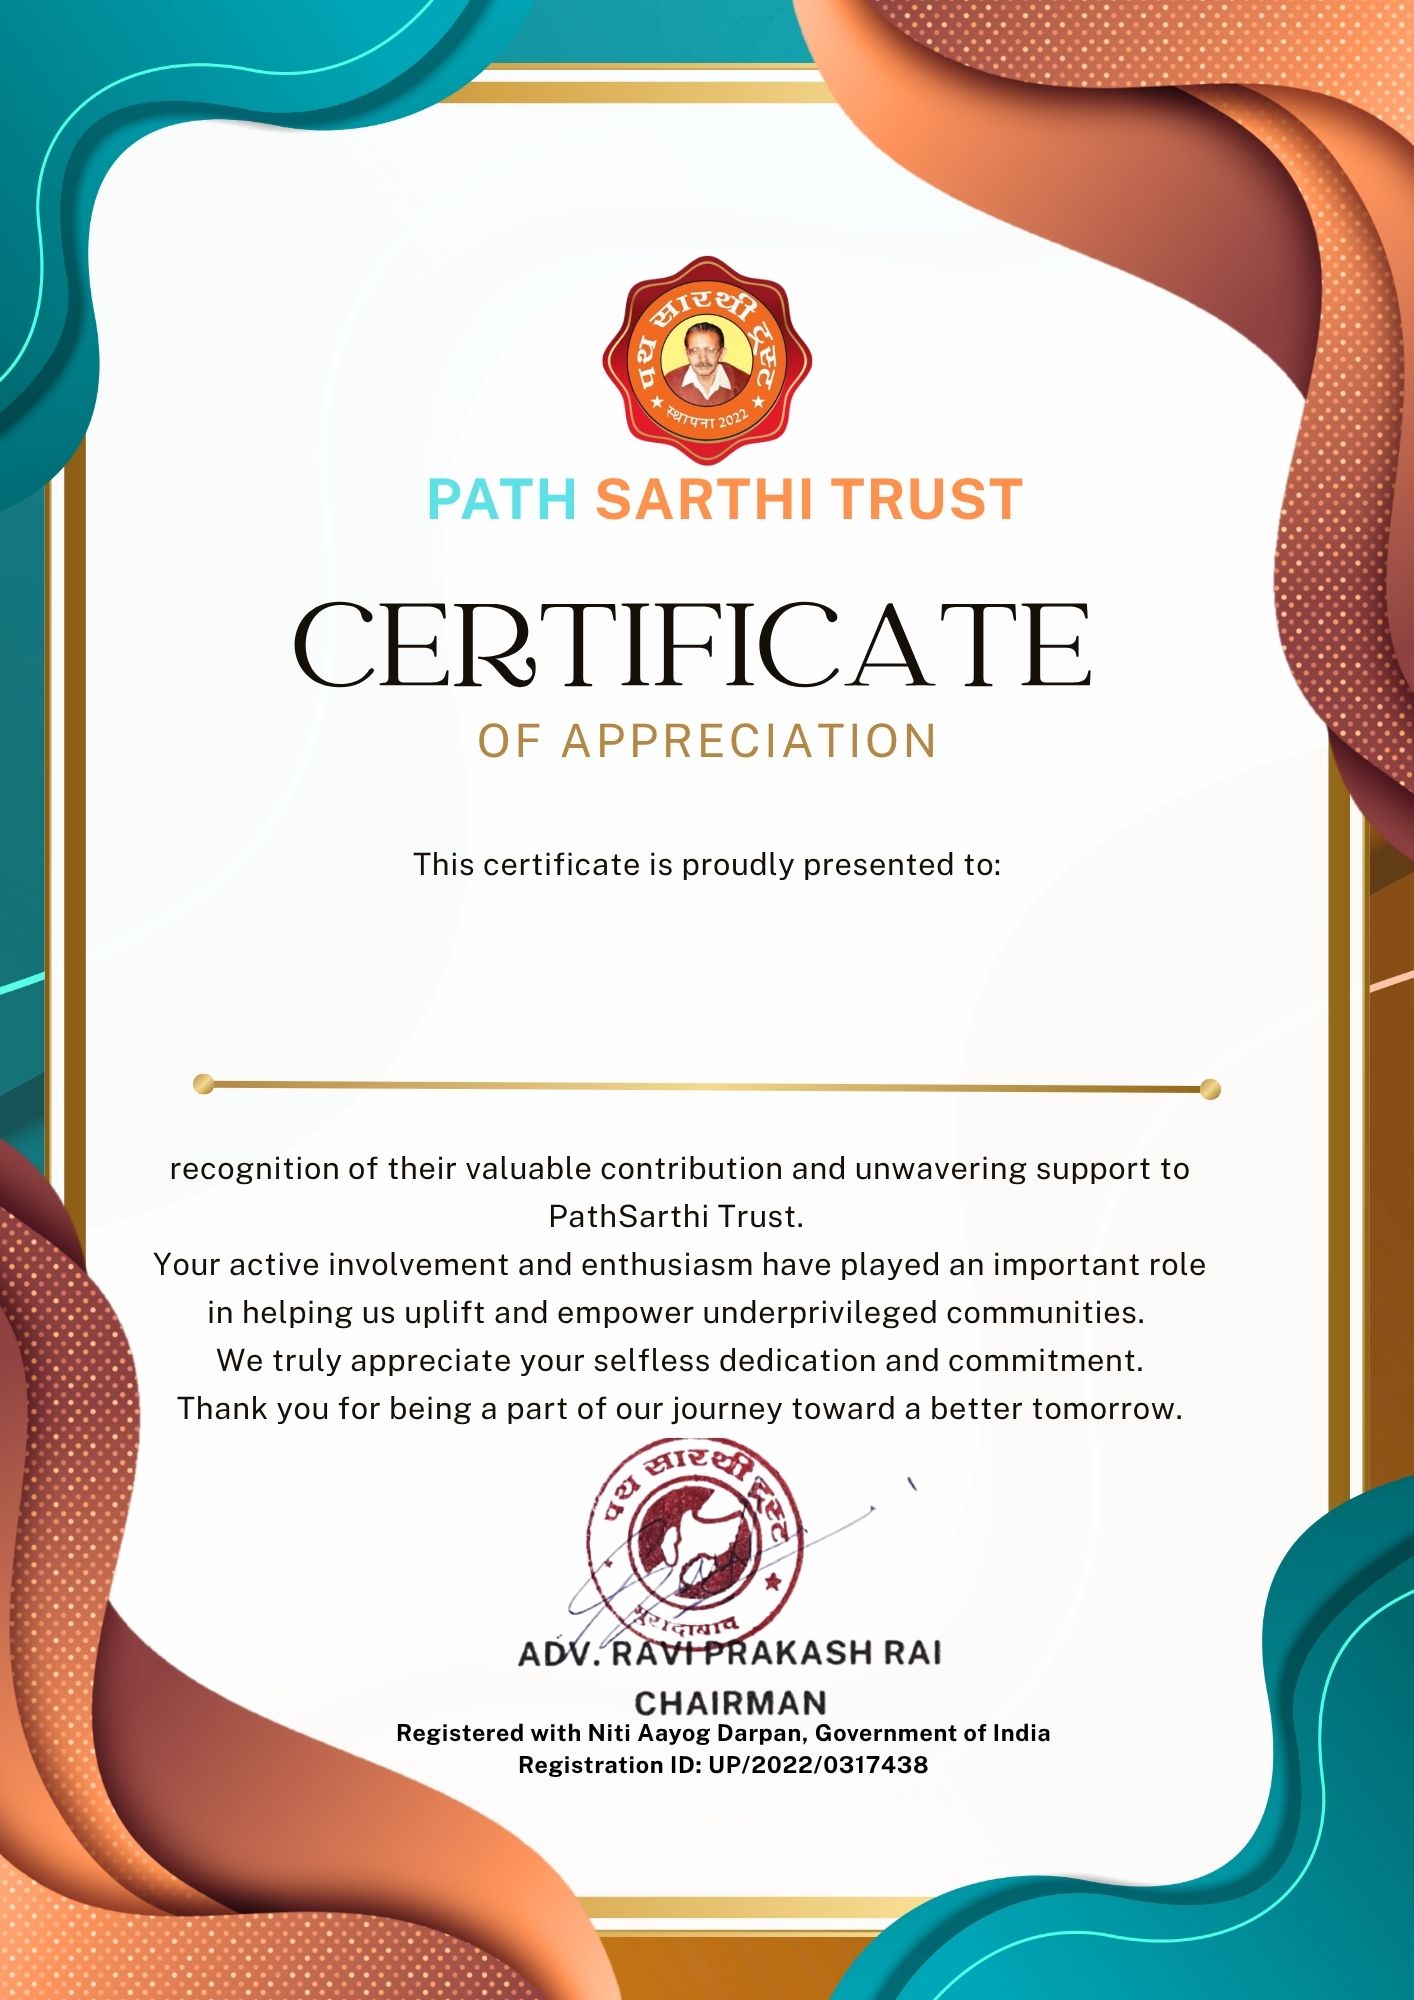 पथ सारथी ट्रस्ट
स्थापना 2022
PATH SARTHI TRUST
CERTIFICATE
OF APPRECIATION
This certificate is proudly presented to:
recognition of their valuable contribution and unwavering support to
PathSarthi Trust.
Your active involvement and enthusiasm have played an important role
in helping us uplift and empower underprivileged communities.
We truly appreciate your selfless dedication and commitment.
Thank you for being a part of our journey toward a better tomorrow.
पथ सारथी ट्रस्ट
मुरादाबाद
ADV. RAVI PRAKASH RAI
CHAIRMAN
Registered with Niti Aayog Darpan, Government of India
Registration ID: UP/2022/0317438